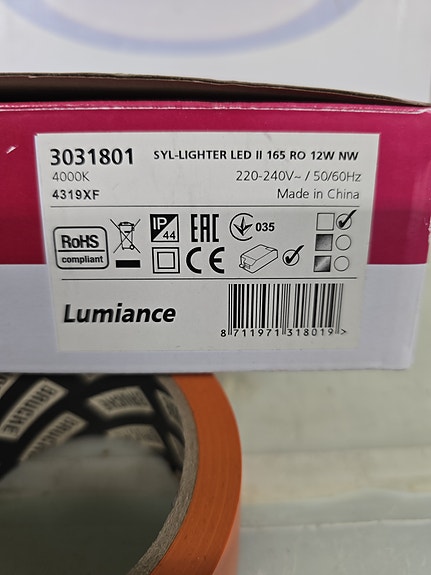 3031801 SYL-LIGHTER LED II 165 RO 12W NW
4000K 220-240V~ / 50/60Hz
4319XF Made in China
RoHS
compliant
IP
44
EAC
035
CE
Lumiance
8 711971 318019 >
BRUCKE